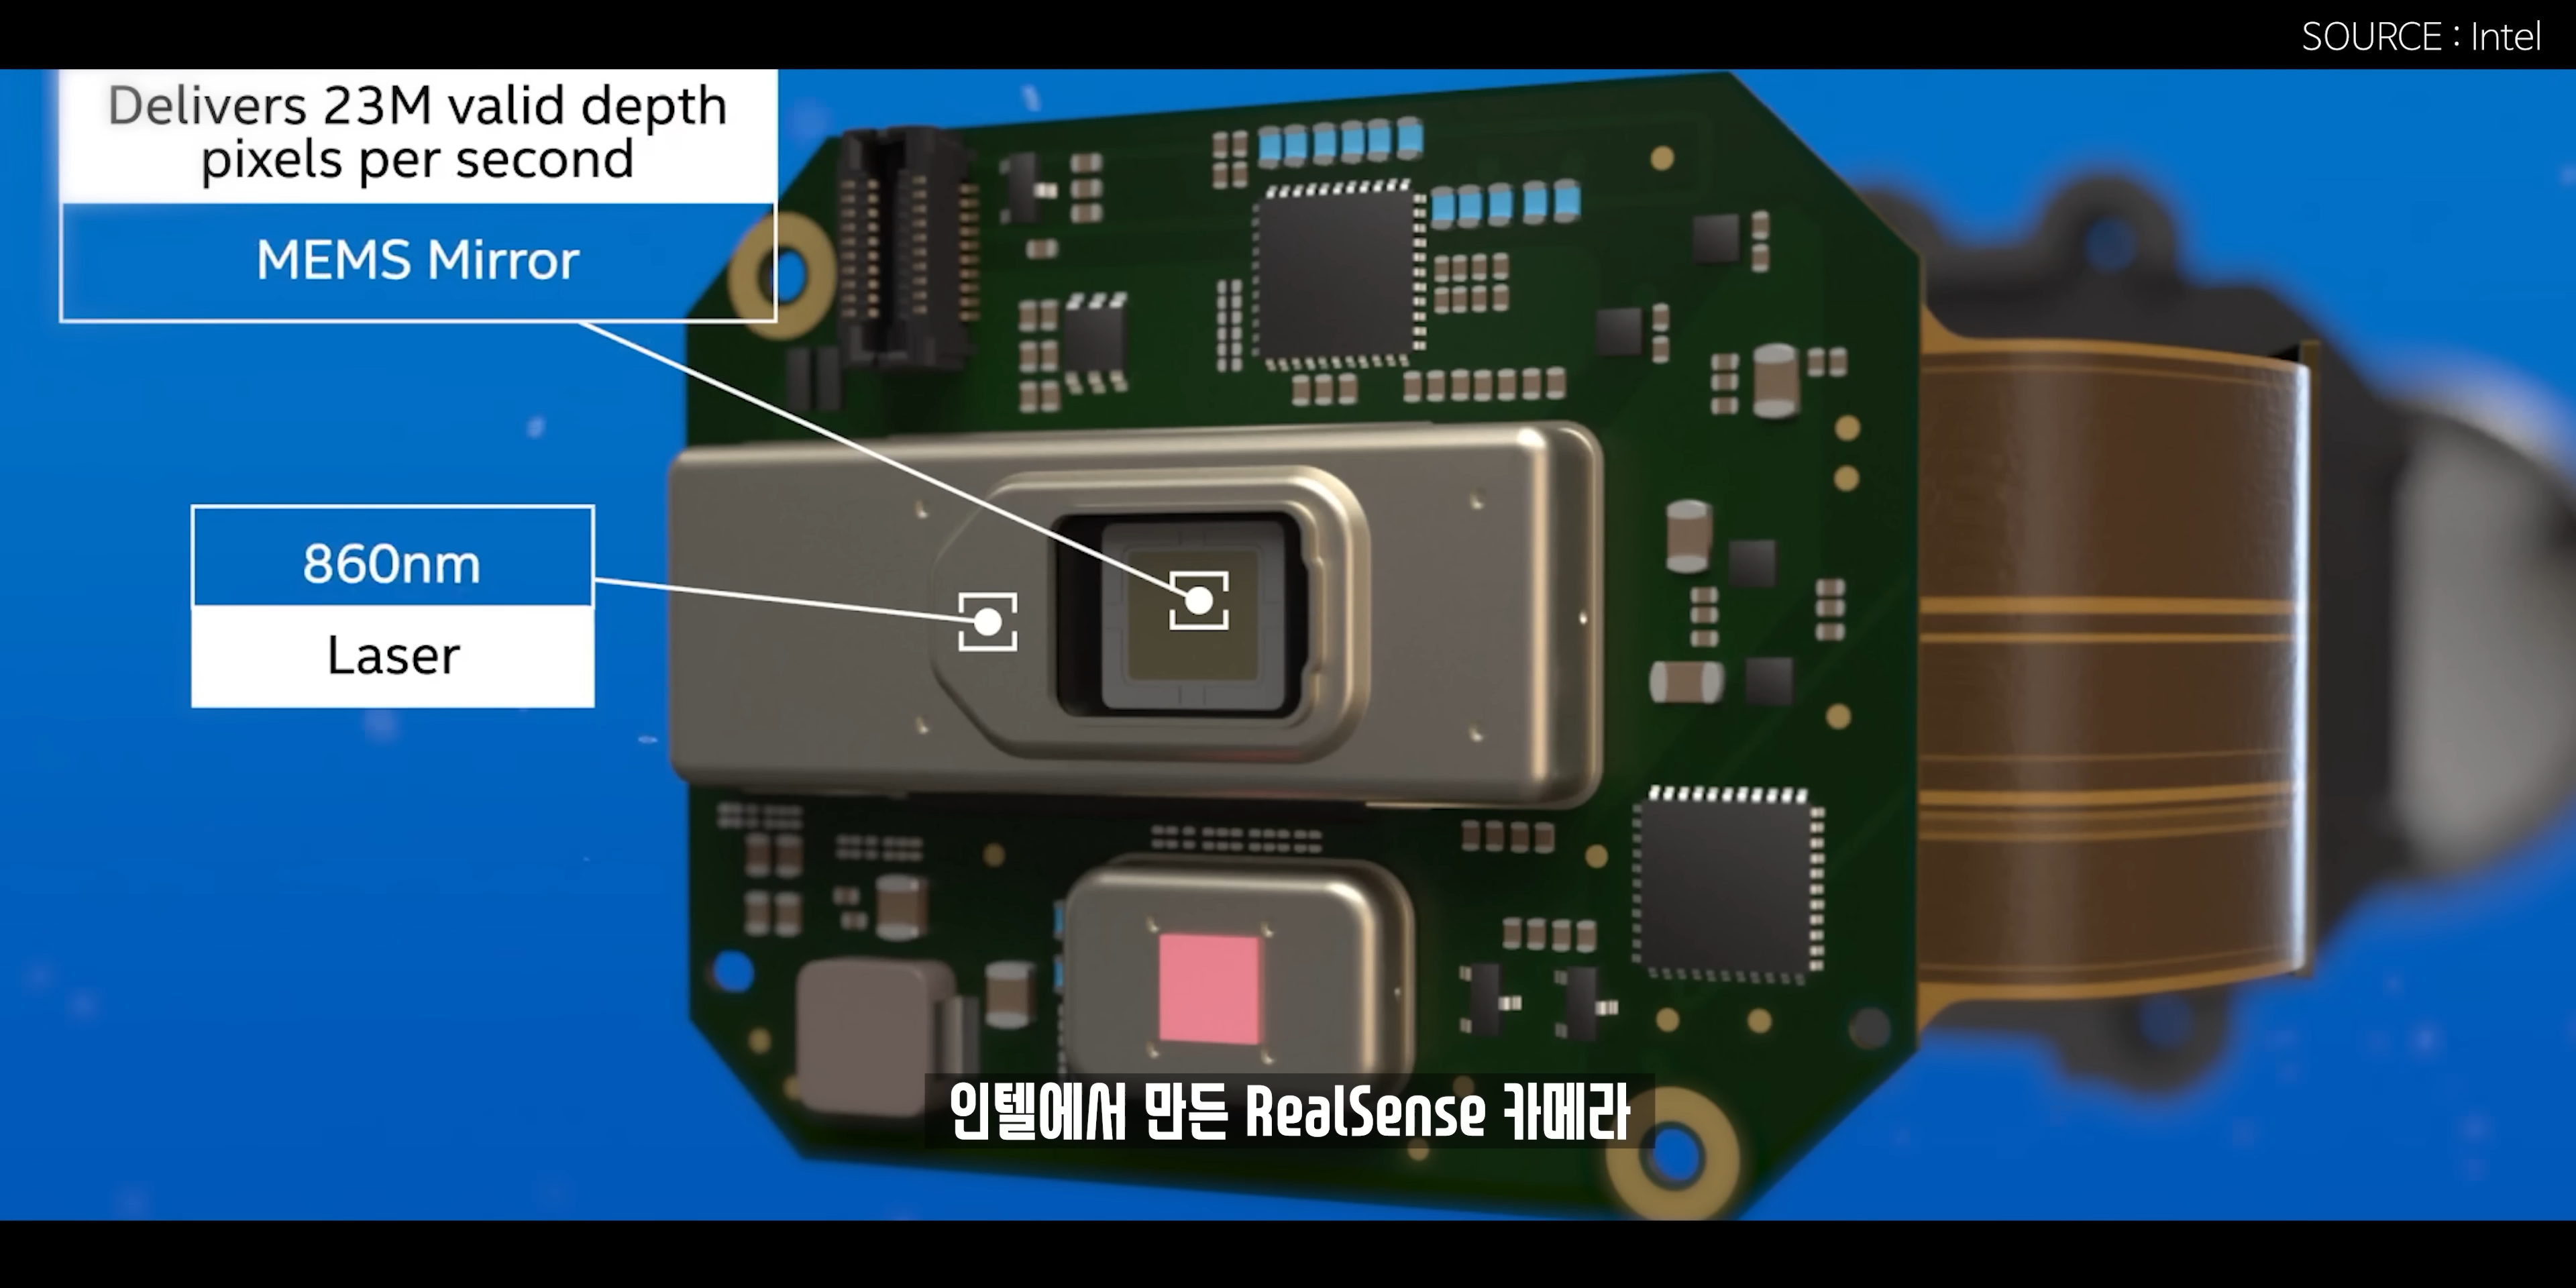 SOURCE : Intel
Delivers 23M valid depth
pixels per second
MEMS Mirror
860nm
Laser
인텔에서 만든 RealSense 카메라